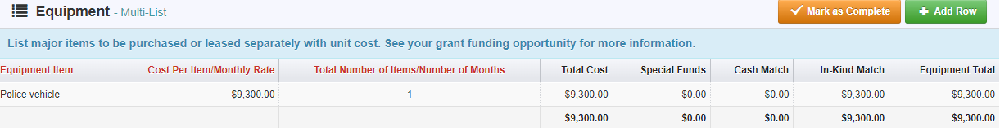 Equipment - Multi-List
Mark as Complete
Add Row
List major items to be purchased or leased separately with unit cost. See your grant funding opportunity for more information.
Equipment Item Cost Per Item/Monthly Rate Total Number of Items/Number of Months Total Cost Special Funds Cash Match In-Kind Match Equipment Total
Police vehicle $9,300.00 1 $9,300.00 $0.00 $0.00 $9,300.00 $9,300.00
$9,300.00 $0.00 $0.00 $9,300.00 $9,300.00